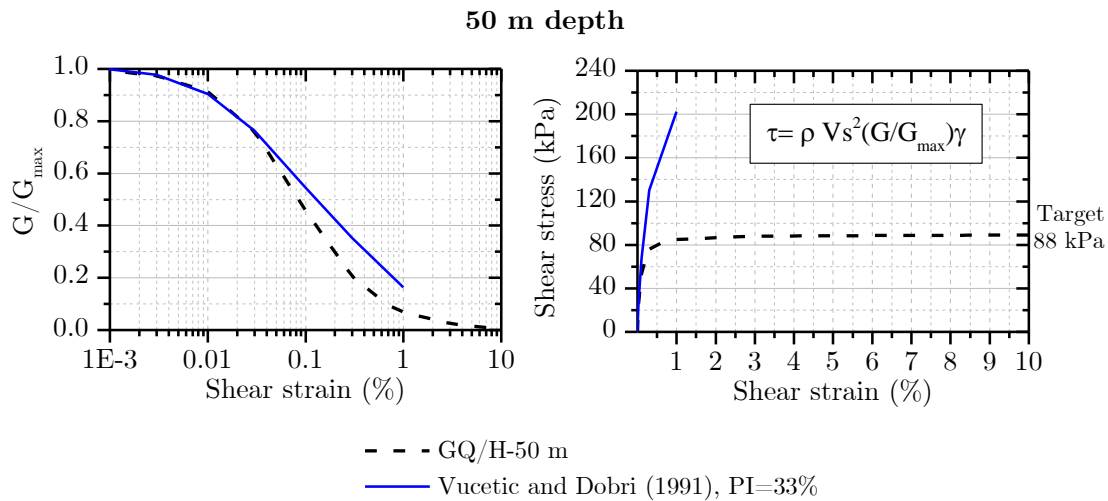 50 m depth
G/Gmax
1.0
0.8
0.6
0.4
0.2
0.0
1E-3 0.01 0.1 1 10
Shear strain (%)
Shear stress (kPa)
240
200
160
120
80
40
0
τ= ρ Vs²(G/Gmax)γ
Target
88 kPa
1 2 3 4 5 6 7 8 9 10
Shear strain (%)
GQ/H-50 m
Vucetic and Dobri (1991), PI=33%